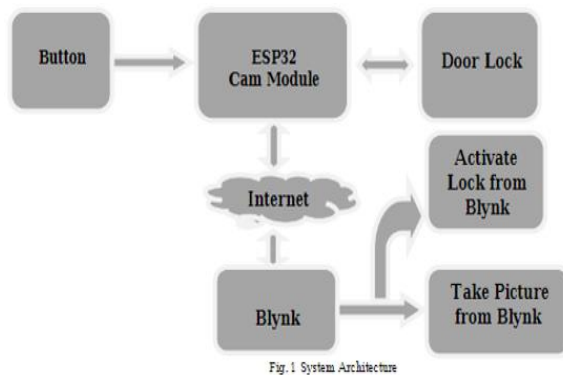 Button
ESP32
Cam Module
Door Lock
Internet
Activate
Lock from
Blynk
Blynk
Take Picture
from Blynk
Fig. 1 System Architecture